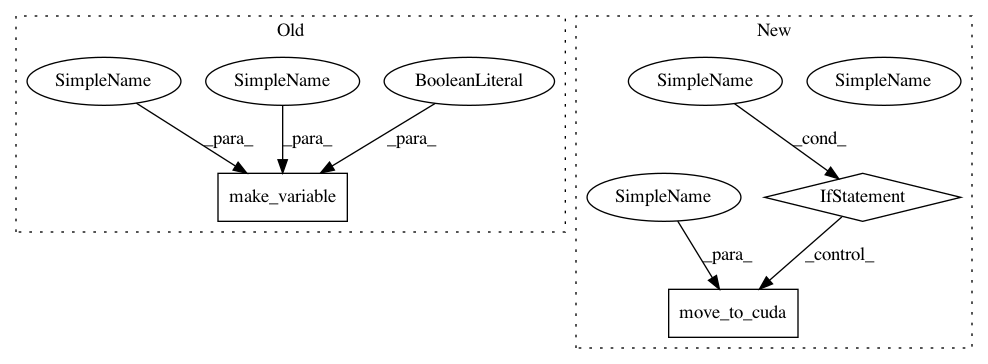 Old
New
SimpleName
SimpleName
BooleanLiteral
SimpleName
SimpleName
_para_
_para_
_para_
_cond_
make_variable
SimpleName
IfStatement
_para_
_control_
move_to_cuda